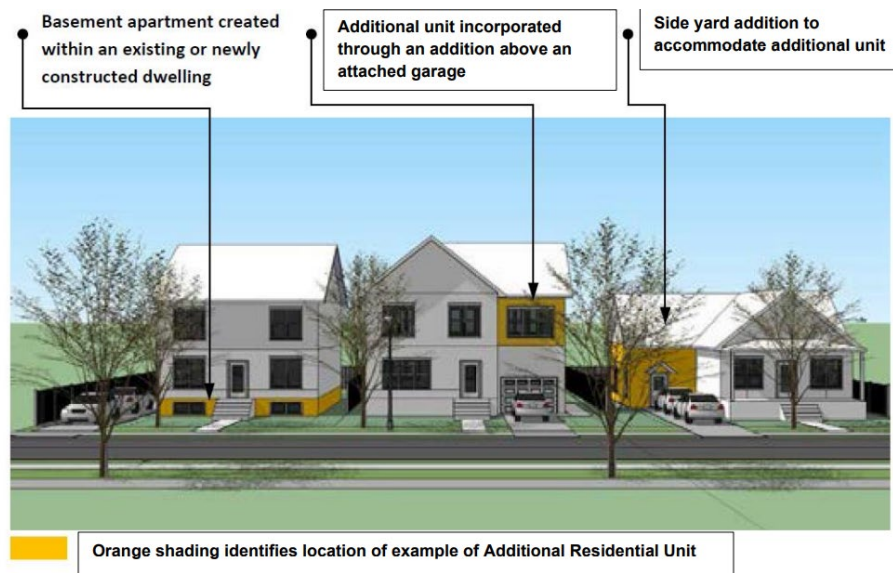 Basement apartment created
within an existing or newly
constructed dwelling
Additional unit incorporated
through an addition above an
attached garage
Side yard addition to
accommodate additional unit
Orange shading identifies location of example of Additional Residential Unit